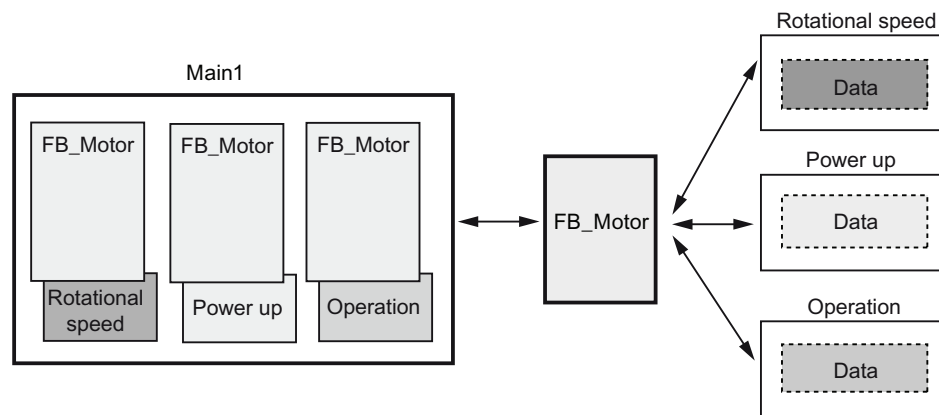 Main1
FB_Motor
FB_Motor
FB_Motor
Rotational
speed
Power up
Operation
FB_Motor
Rotational speed
Data
Power up
Data
Operation
Data